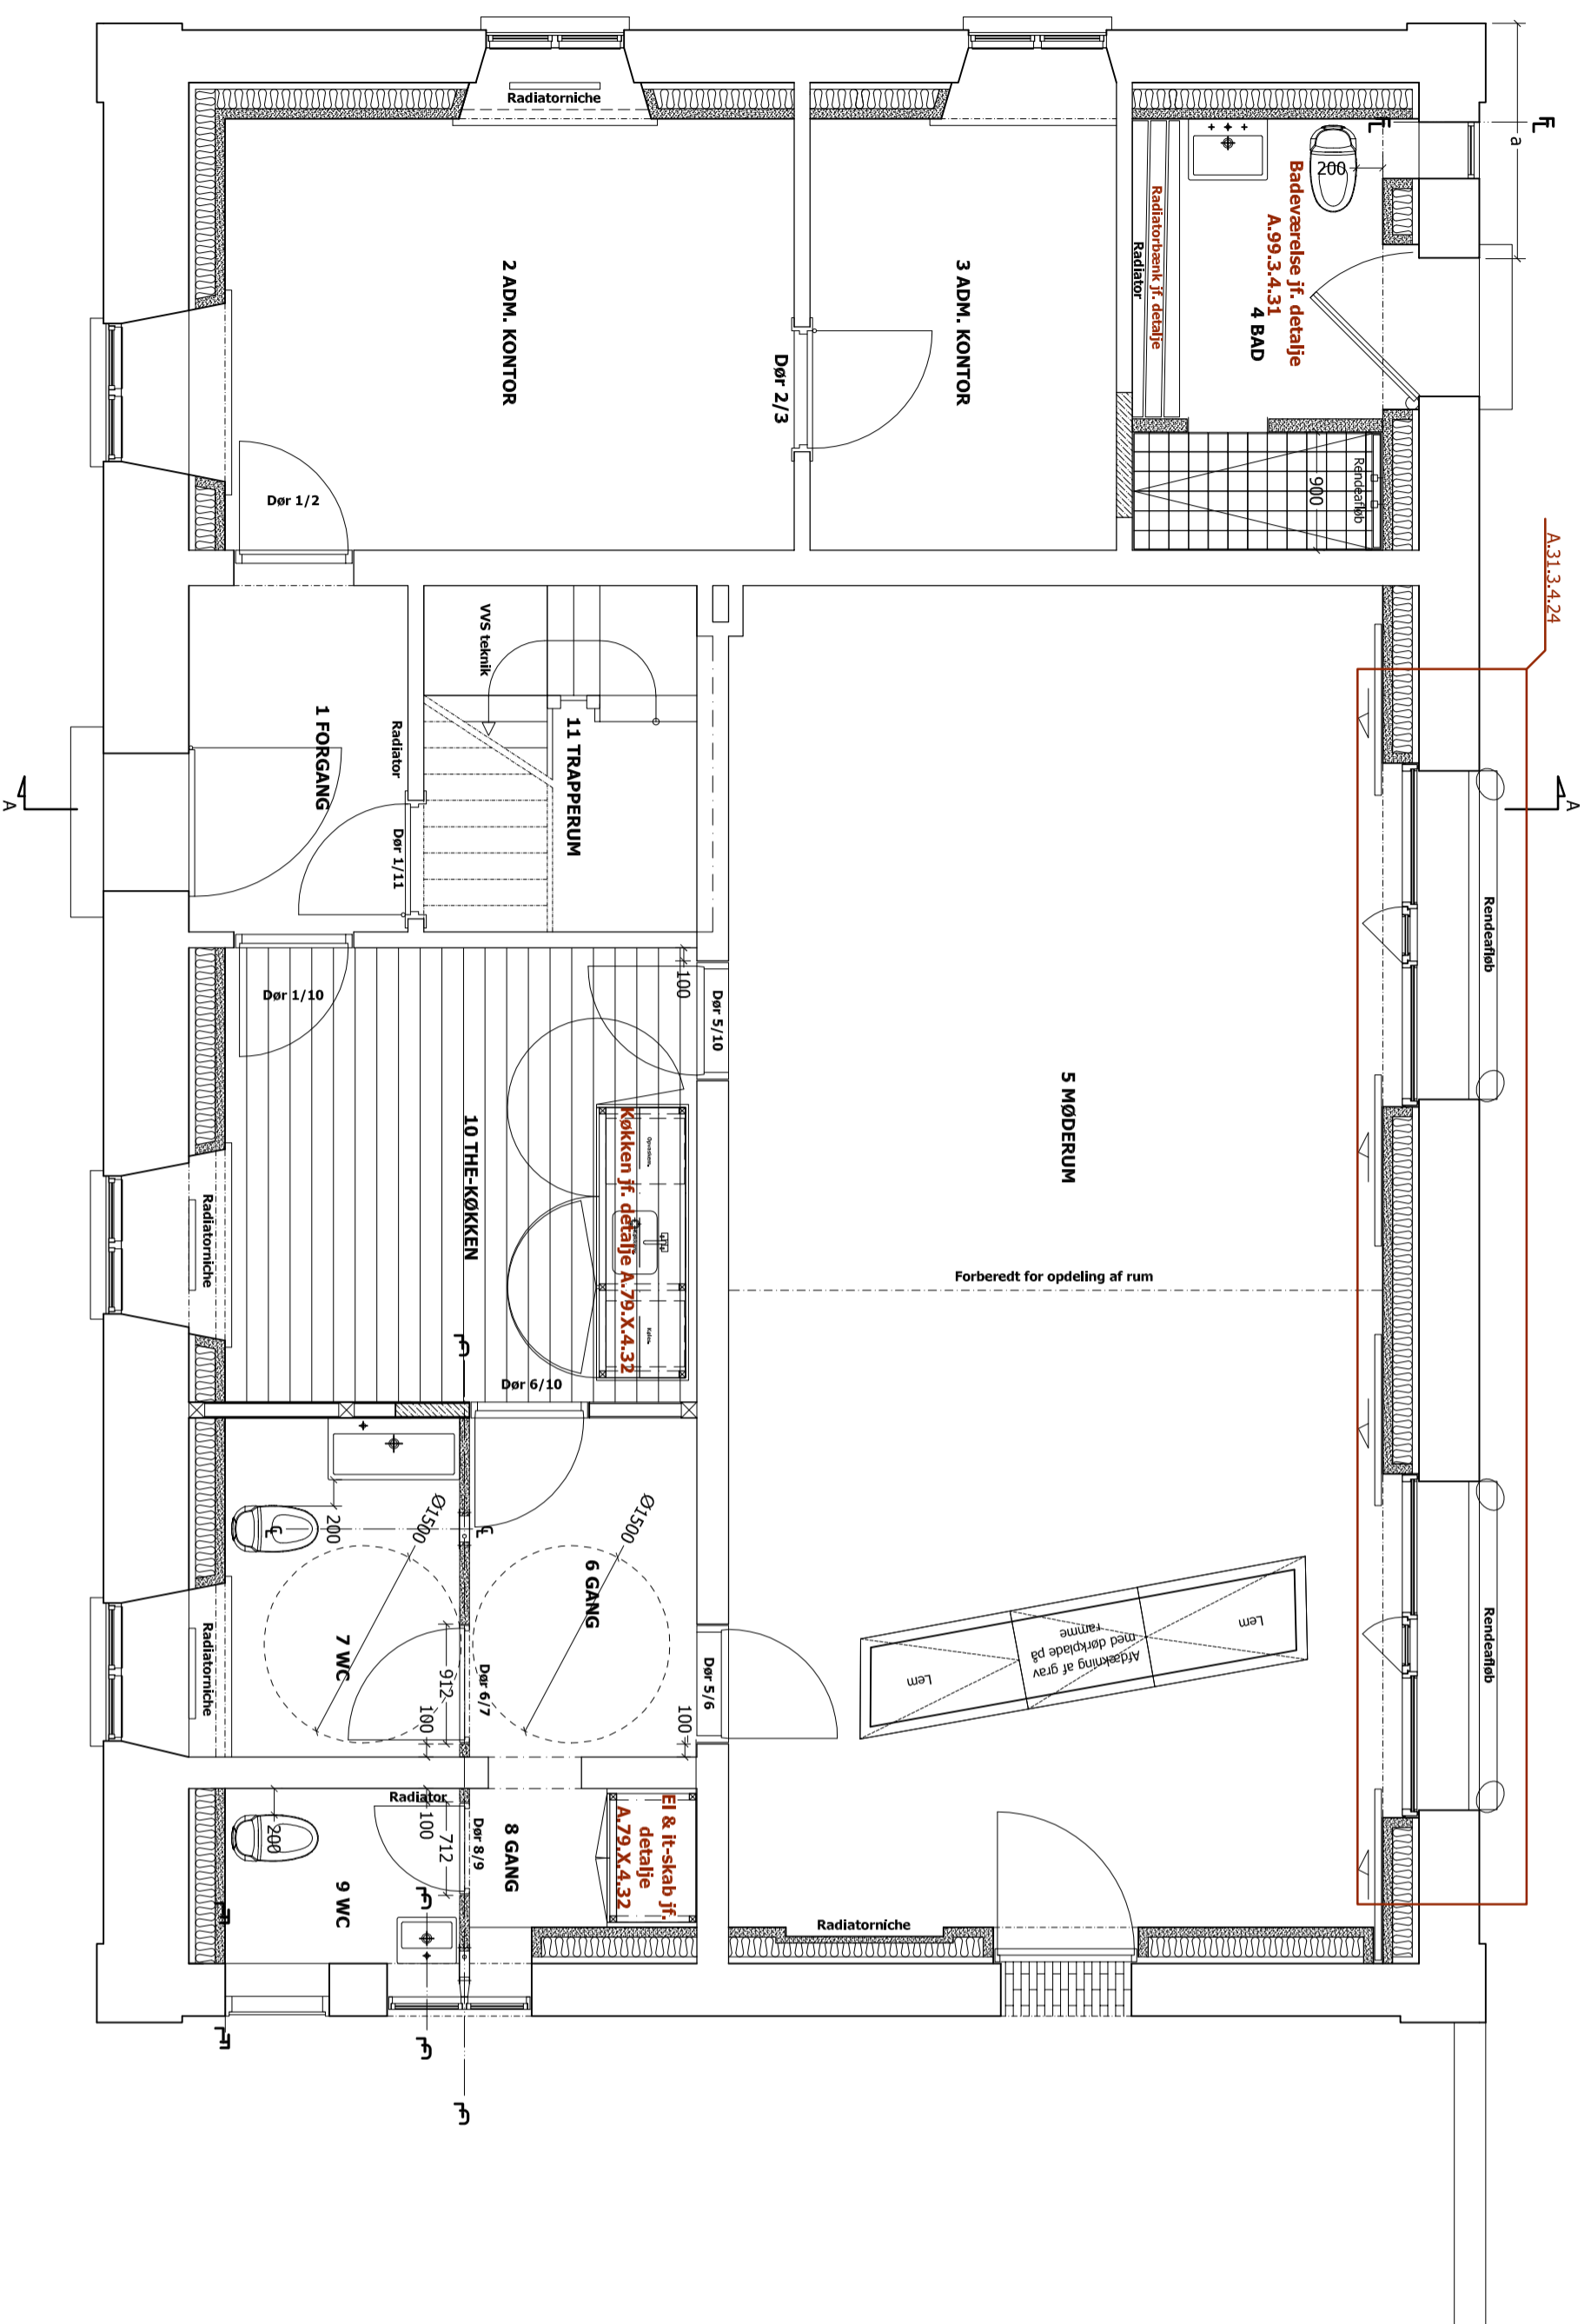 a
200
Badeværelse jf. detalje
A.99.3.4.31
4 BAD
Radiatorbænk jf. detalje
Radiator
Rendeafløb
900
A.31.3.4.24
Radiatorniche
2 ADM. KONTOR
3 ADM. KONTOR
Dør 2/3
Dør 1/2
VVS teknik
11 TRAPPERUM
1 FORGANG
Radiator
Dør 1/11
A
A
Rendeafløb
Dør 1/10
100
Dør 5/10
5 MØDERUM
10 THE-KØKKEN
Køkken jf. detalje A.79.X.4.32
Radiatorniche
Forberedt for opdeling af rum
Dør 6/10
200
Ø1500
Ø1500
6 GANG
7 WC
912
Dør 6/7
100
100
Dør 5/6
Radiatorniche
Lem
Afdækning af grav
med dørkplade på
ramme
Lem
Rendeafløb
Radiator
100
712
Dør 8/9
8 GANG
El & it-skab jf.
detalje
A.79.X.4.32
200
9 WC
Radiatorniche